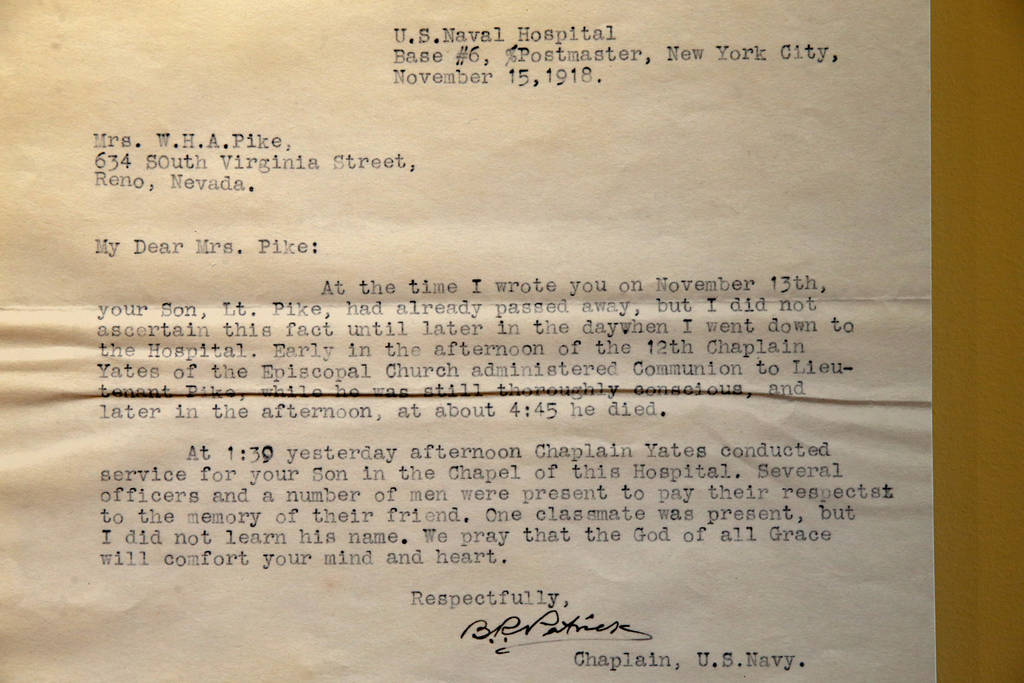 U.S.Naval Hospital
Base #6, %Postmaster, New York City,
November 15,1918.
Mrs. W.H.A.Pike,
634 SOuth Virginia Street,
Reno, Nevada.
My Dear Mrs. Pike:
At the time I wrote you on November 13th,
your Son, Lt. Pike, had already passed away, but I did not
ascertain this fact until later in the daywhen I went down to
the Hospital. Early in the afternoon of the 12th Chaplain
Yates of the Episcopal Church administered Communion to Lieu-
tenant Pike, while he was still thoroughly conscious, and
later in the afternoon, at about 4:45 he died.
At 1:30 yesterday afternoon Chaplain Yates conducted
service for your Son in the Chapel of this Hospital. Several
officers and a number of men were present to pay their respectst
to the memory of their friend. One classmate was present, but
I did not learn his name. We pray that the God of all Grace
will comfort your mind and heart.
Respectfully,
B.R.Patrick
Chaplain, U.S.Navy.